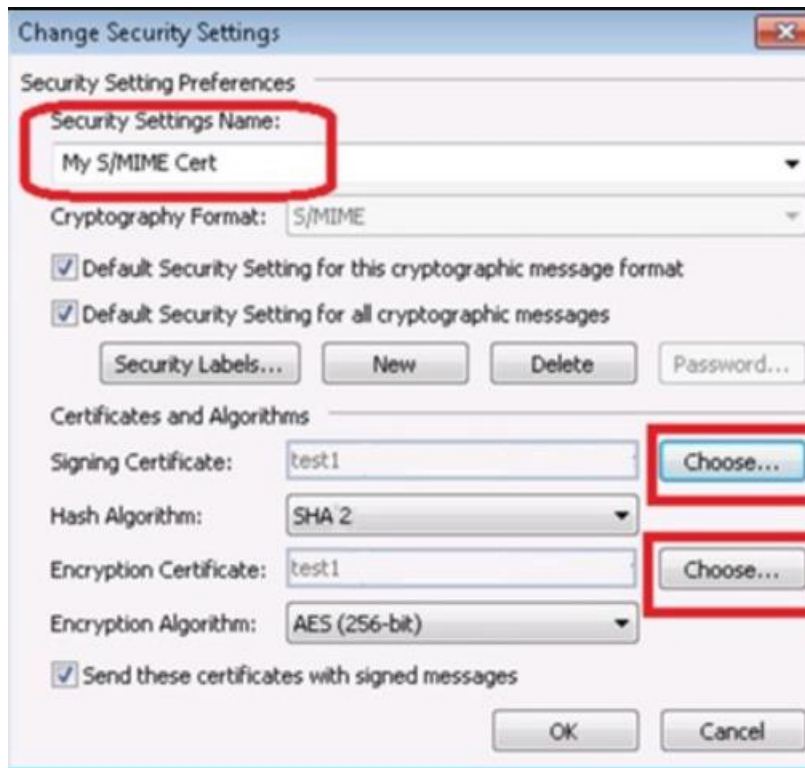 Change Security Settings
Security Setting Preferences
Security Settings Name:
My S/MIME Cert
Cryptography Format: S/MIME
Default Security Setting for this cryptographic message format
Default Security Setting for all cryptographic messages
Security Labels... New Delete Password...
Certificates and Algorithms
Signing Certificate: test1 Choose...
Hash Algorithm: SHA 2
Encryption Certificate: test1 Choose...
Encryption Algorithm: AES (256-bit)
Send these certificates with signed messages
OK Cancel